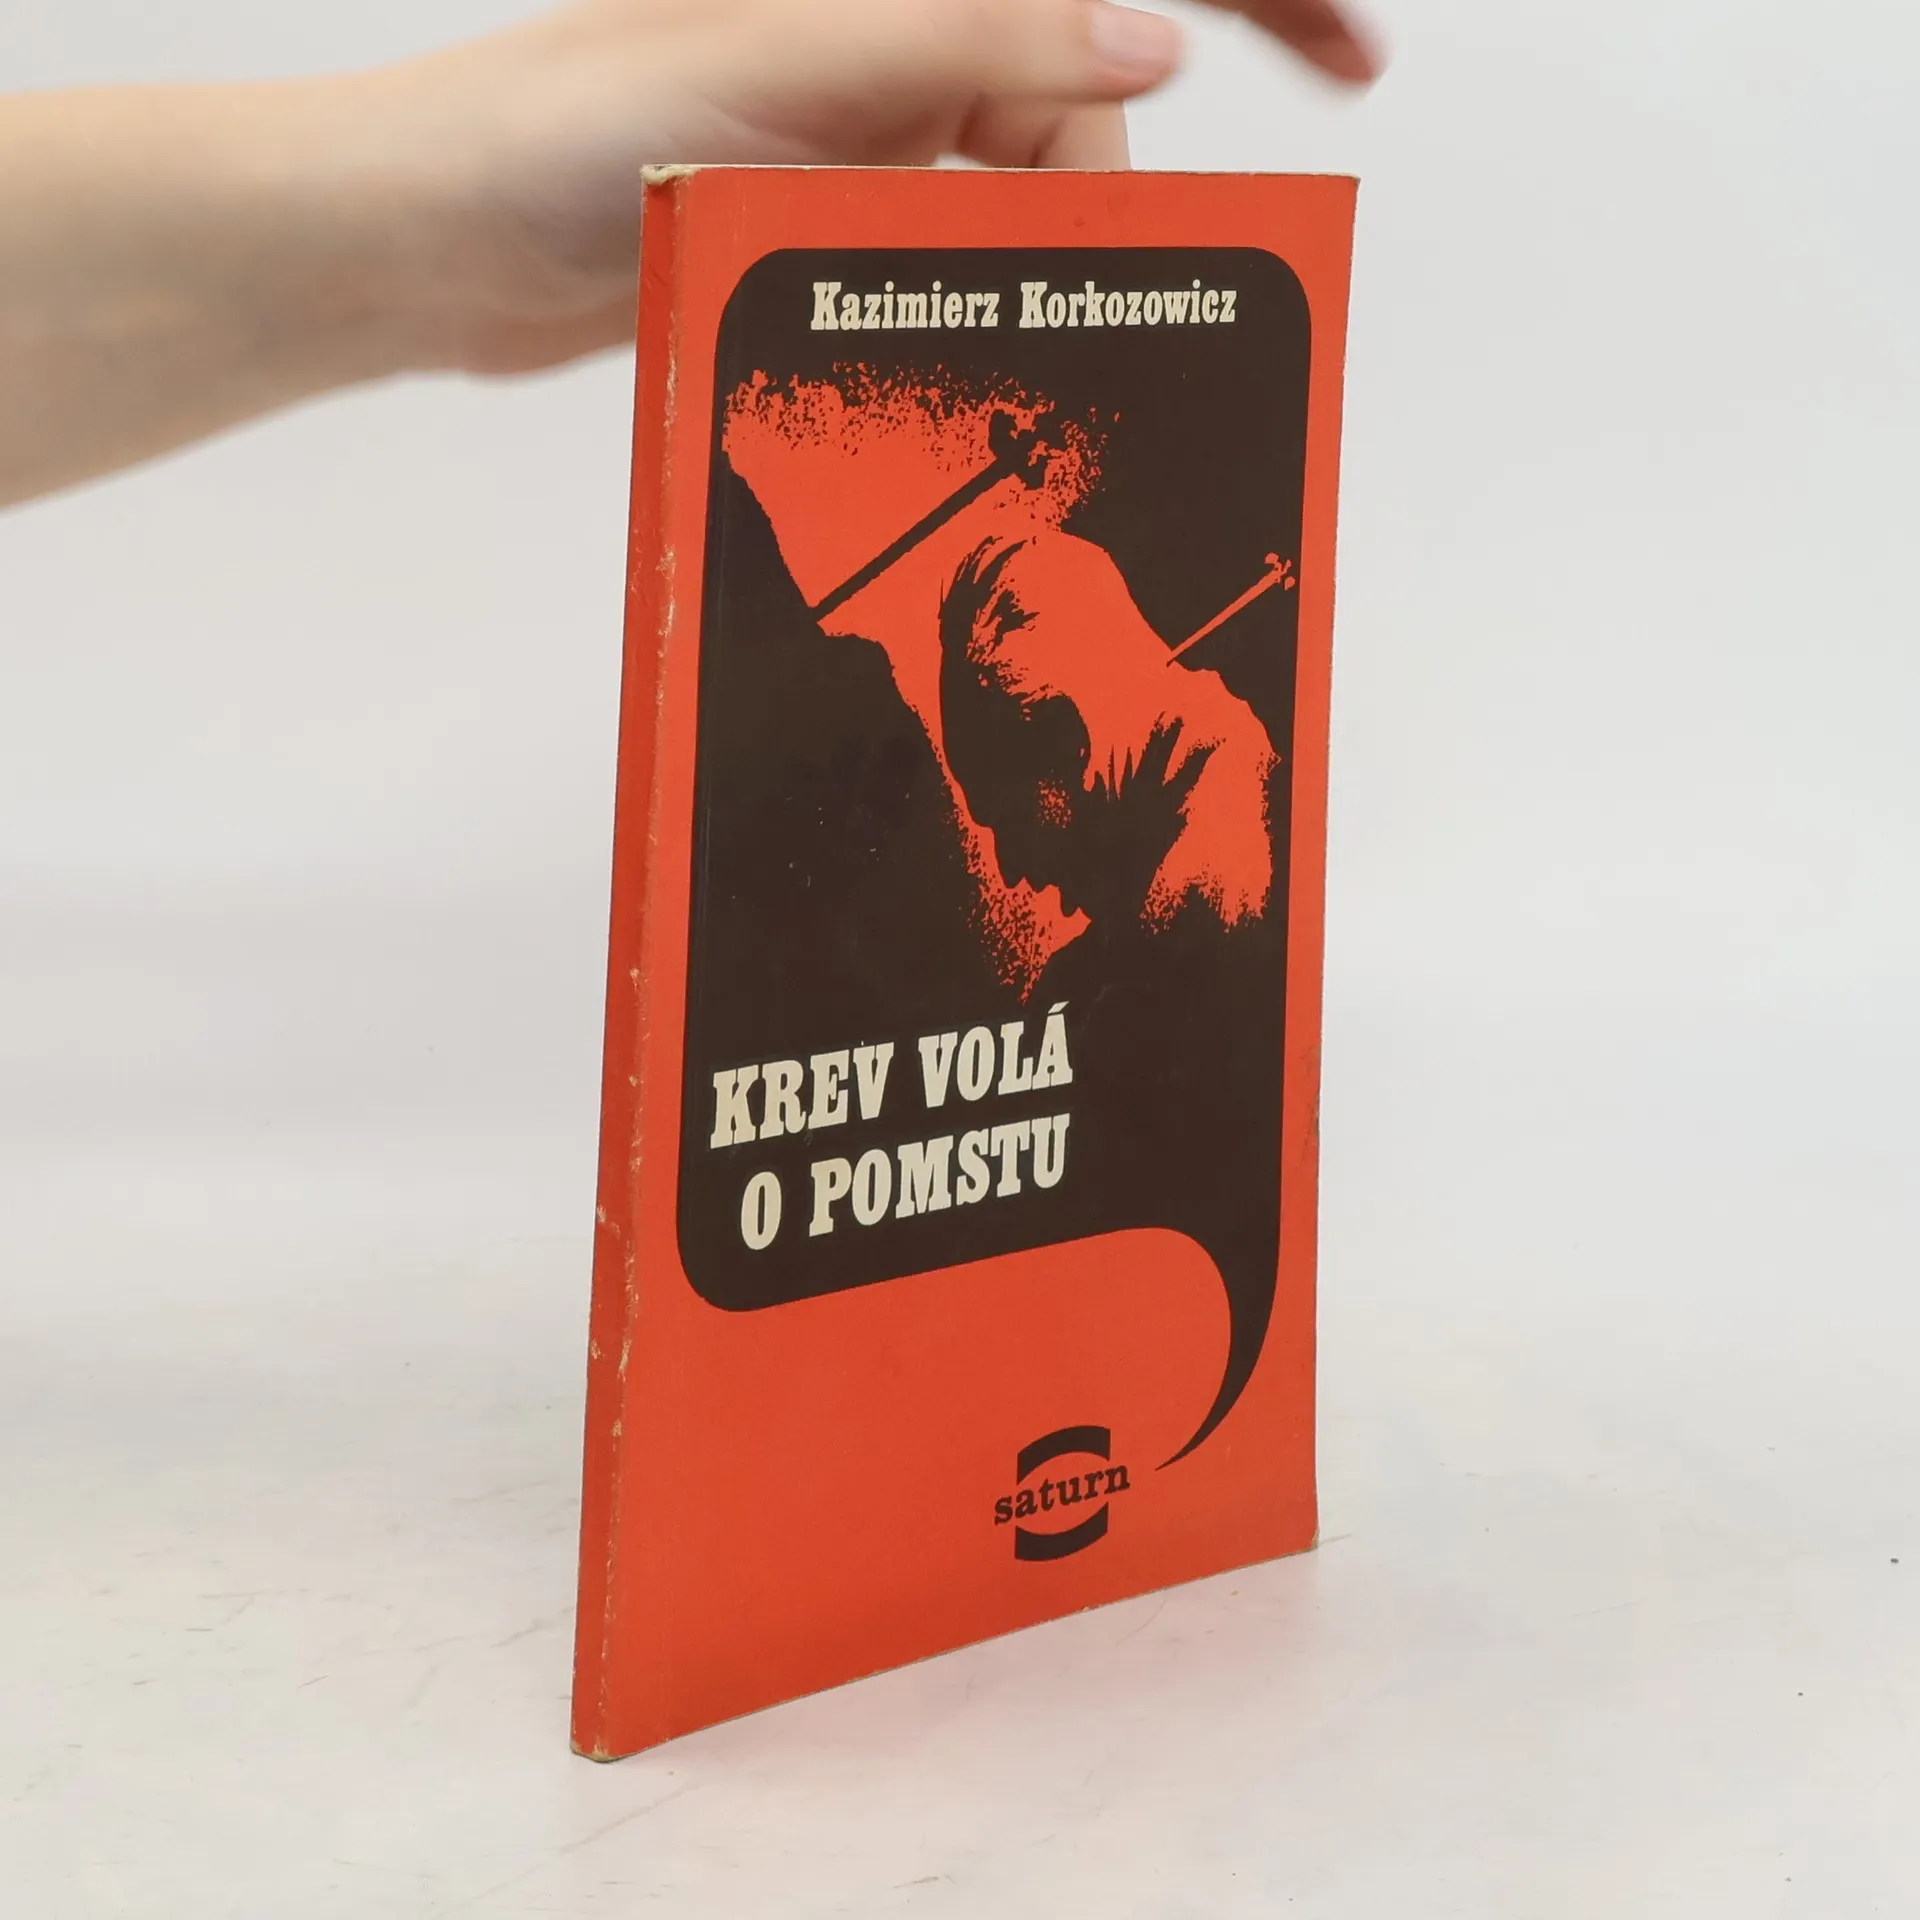 Kazimierz Korkozowicz
KREV VOLÁ
O POMSTU
saturn